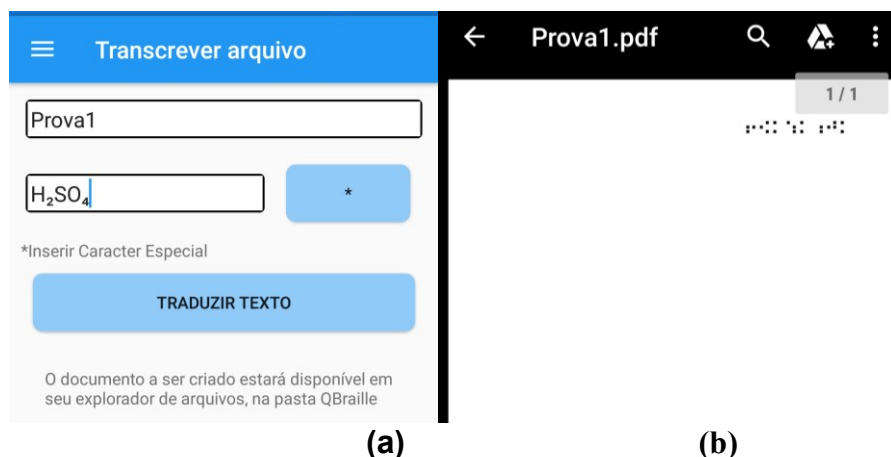 Transcrever arquivo
Prova1
H₂SO₄
*
*Inserir Caracter Especial
TRADUZIR TEXTO
O documento a ser criado estará disponível em
seu explorador de arquivos, na pasta QBraille
(a)
Prova1.pdf
1 / 1
(b)